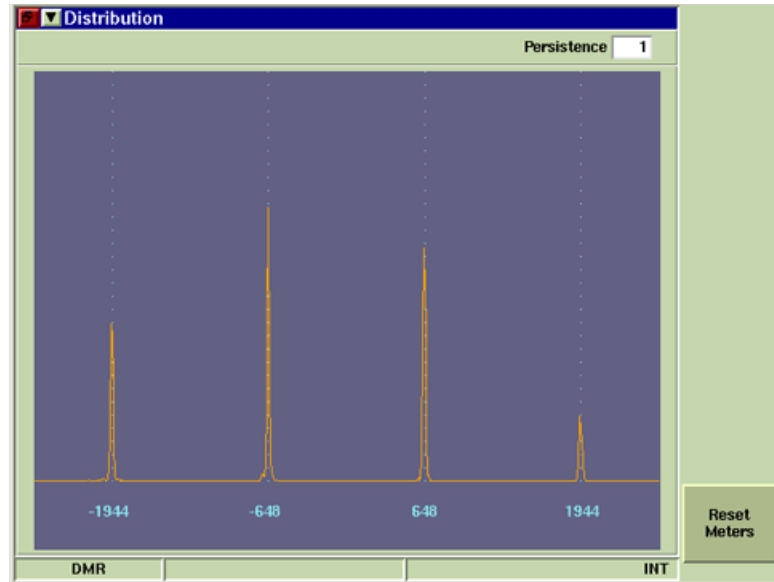 Distribution
Persistence 1
-1944 -648 648 1944
Reset
Meters
DMR INT